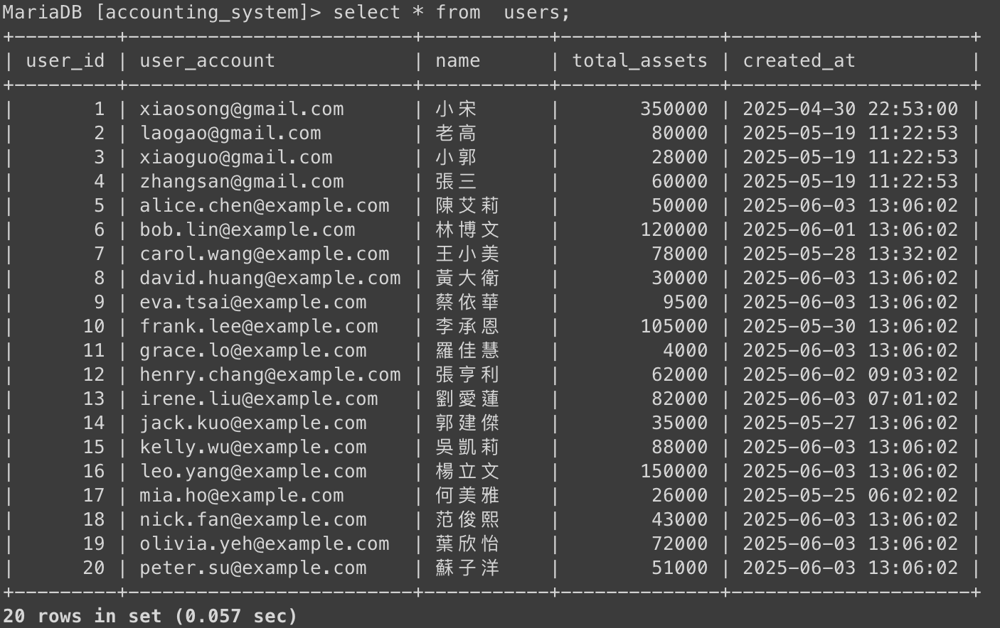 MariaDB [accounting_system]> select * from  users;
+---------+-------------------------+-----------+--------------+---------------------+
| user_id | user_account            | name      | total_assets | created_at          |
+---------+-------------------------+-----------+--------------+---------------------+
|       1 | xiaosong@gmail.com      | 小宋      |       350000 | 2025-04-30 22:53:00 |
|       2 | laogao@gmail.com        | 老高      |        80000 | 2025-05-19 11:22:53 |
|       3 | xiaoguo@gmail.com       | 小郭      |        28000 | 2025-05-19 11:22:53 |
|       4 | zhangsan@gmail.com      | 張三      |        60000 | 2025-05-19 11:22:53 |
|       5 | alice.chen@example.com  | 陳艾莉    |        50000 | 2025-06-03 13:06:02 |
|       6 | bob.lin@example.com     | 林博文    |       120000 | 2025-06-01 13:06:02 |
|       7 | carol.wang@example.com  | 王小美    |        78000 | 2025-05-28 13:32:02 |
|       8 | david.huang@example.com | 黃大衛    |        30000 | 2025-06-03 13:06:02 |
|       9 | eva.tsai@example.com    | 蔡依華    |         9500 | 2025-06-03 13:06:02 |
|      10 | frank.lee@example.com   | 李承恩    |       105000 | 2025-05-30 13:06:02 |
|      11 | grace.lo@example.com    | 羅佳慧    |         4000 | 2025-06-03 13:06:02 |
|      12 | henry.chang@example.com | 張亨利    |        62000 | 2025-06-02 09:03:02 |
|      13 | irene.liu@example.com   | 劉愛蓮    |        82000 | 2025-06-03 07:01:02 |
|      14 | jack.kuo@example.com    | 郭建傑    |        35000 | 2025-05-27 13:06:02 |
|      15 | kelly.wu@example.com    | 吳凱莉    |        88000 | 2025-06-03 13:06:02 |
|      16 | leo.yang@example.com    | 楊立文    |       150000 | 2025-06-03 13:06:02 |
|      17 | mia.ho@example.com      | 何美雅    |        26000 | 2025-05-25 06:02:02 |
|      18 | nick.fan@example.com    | 范俊熙    |        43000 | 2025-06-03 13:06:02 |
|      19 | olivia.yeh@example.com  | 葉欣怡    |        72000 | 2025-06-03 13:06:02 |
|      20 | peter.su@example.com    | 蘇子洋    |        51000 | 2025-06-03 13:06:02 |
+---------+-------------------------+-----------+--------------+---------------------+
20 rows in set (0.057 sec)